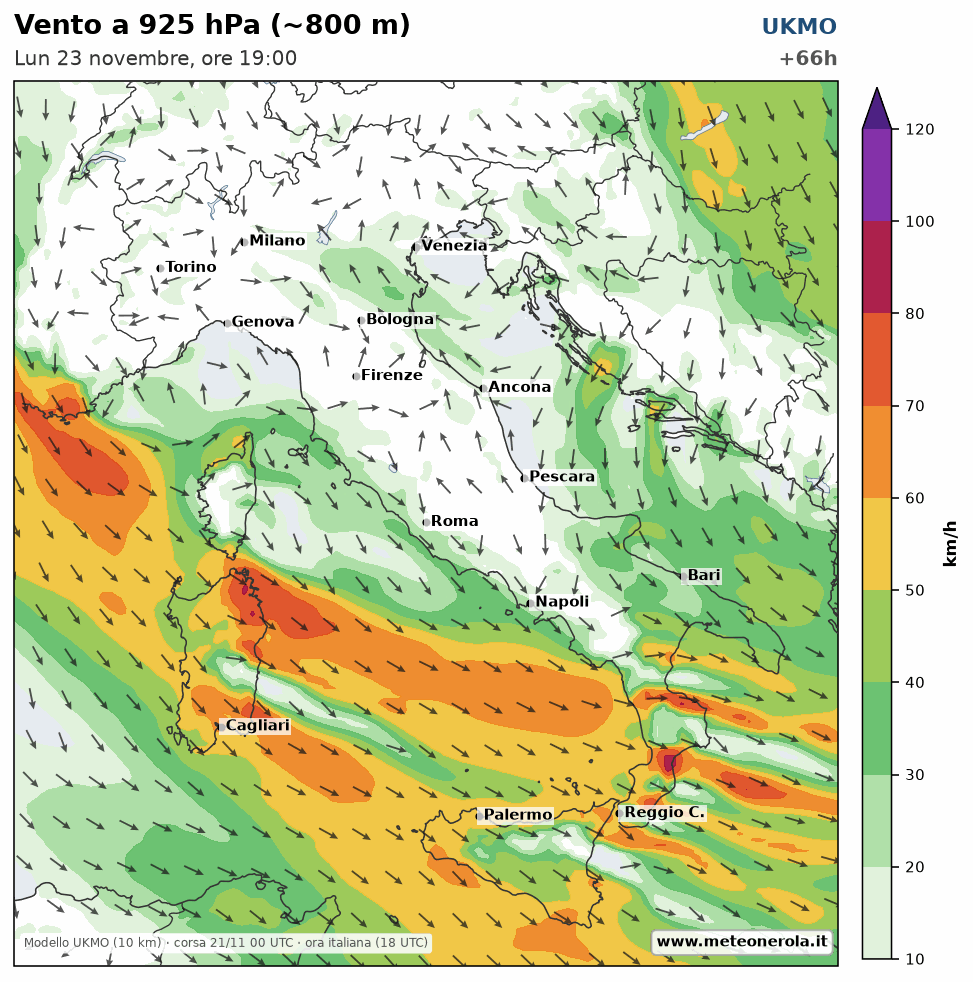 Vento a 925 hPa (~800 m)
UKMO
Lun 23 novembre, ore 19:00
+66h
Milano
Venezia
Torino
Genova
Bologna
Firenze
Ancona
Pescara
Roma
Bari
Napoli
Cagliari
Palermo
Reggio C.
120
100
80
70
60
50
40
30
20
10
km/h
Modello UKMO (10 km) · corsa 21/11 00 UTC · ora italiana (18 UTC)
www.meteonerola.it